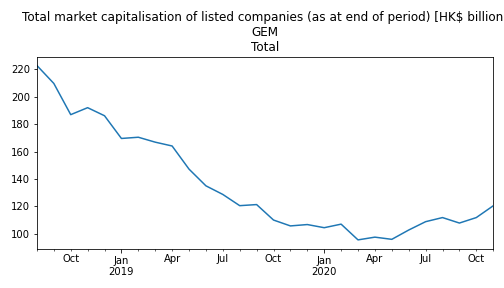 Total market capitalisation of listed companies (as at end of period) [HK$ billion
GEM
Total
220
200
180
160
140
120
100
Oct
Jan
2019
Apr
Jul
Oct
Jan
2020
Apr
Jul
Oct